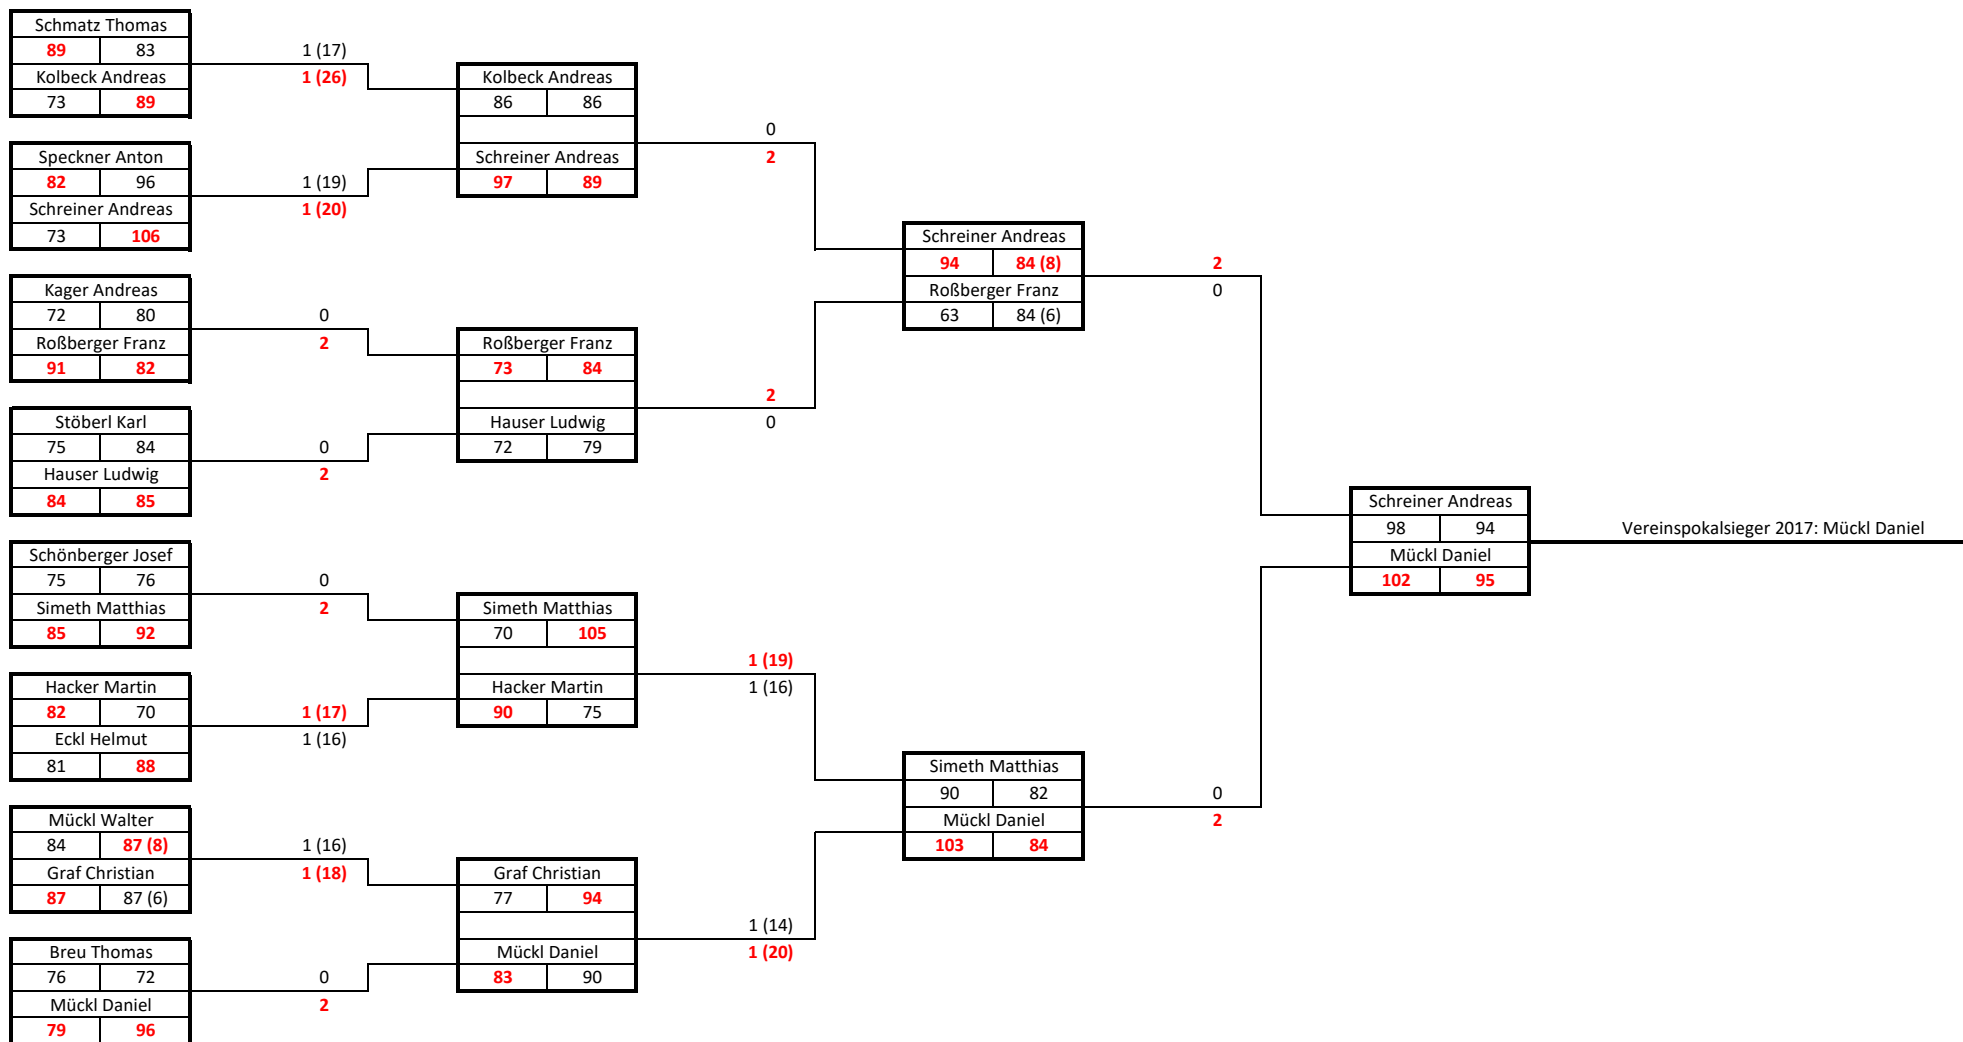 Schmatz Thomas
89 83
Kolbeck Andreas
73 89
1 (17)
1 (26)
Speckner Anton
82 96
Schreiner Andreas
73 106
1 (19)
1 (20)
Kager Andreas
72 80
Roßberger Franz
91 82
0
2
Stöberl Karl
75 84
Hauser Ludwig
84 85
0
2
Schönberger Josef
75 76
Simeth Matthias
85 92
0
2
Hacker Martin
82 70
Eckl Helmut
81 88
1 (17)
1 (16)
Mückl Walter
84 87 (8)
Graf Christian
87 87 (6)
1 (16)
1 (18)
Breu Thomas
76 72
Mückl Daniel
79 96
0
2
Kolbeck Andreas
86 86
Schreiner Andreas
97 89
0
2
Roßberger Franz
73 84
Hauser Ludwig
72 79
2
0
Simeth Matthias
70 105
Hacker Martin
90 75
1 (19)
1 (16)
Graf Christian
77 94
Mückl Daniel
83 90
1 (14)
1 (20)
Schreiner Andreas
94 84 (8)
Roßberger Franz
63 84 (6)
2
0
Simeth Matthias
90 82
Mückl Daniel
103 84
0
2
Schreiner Andreas
98 94
Mückl Daniel
102 95
Vereinspokalsieger 2017: Mückl Daniel